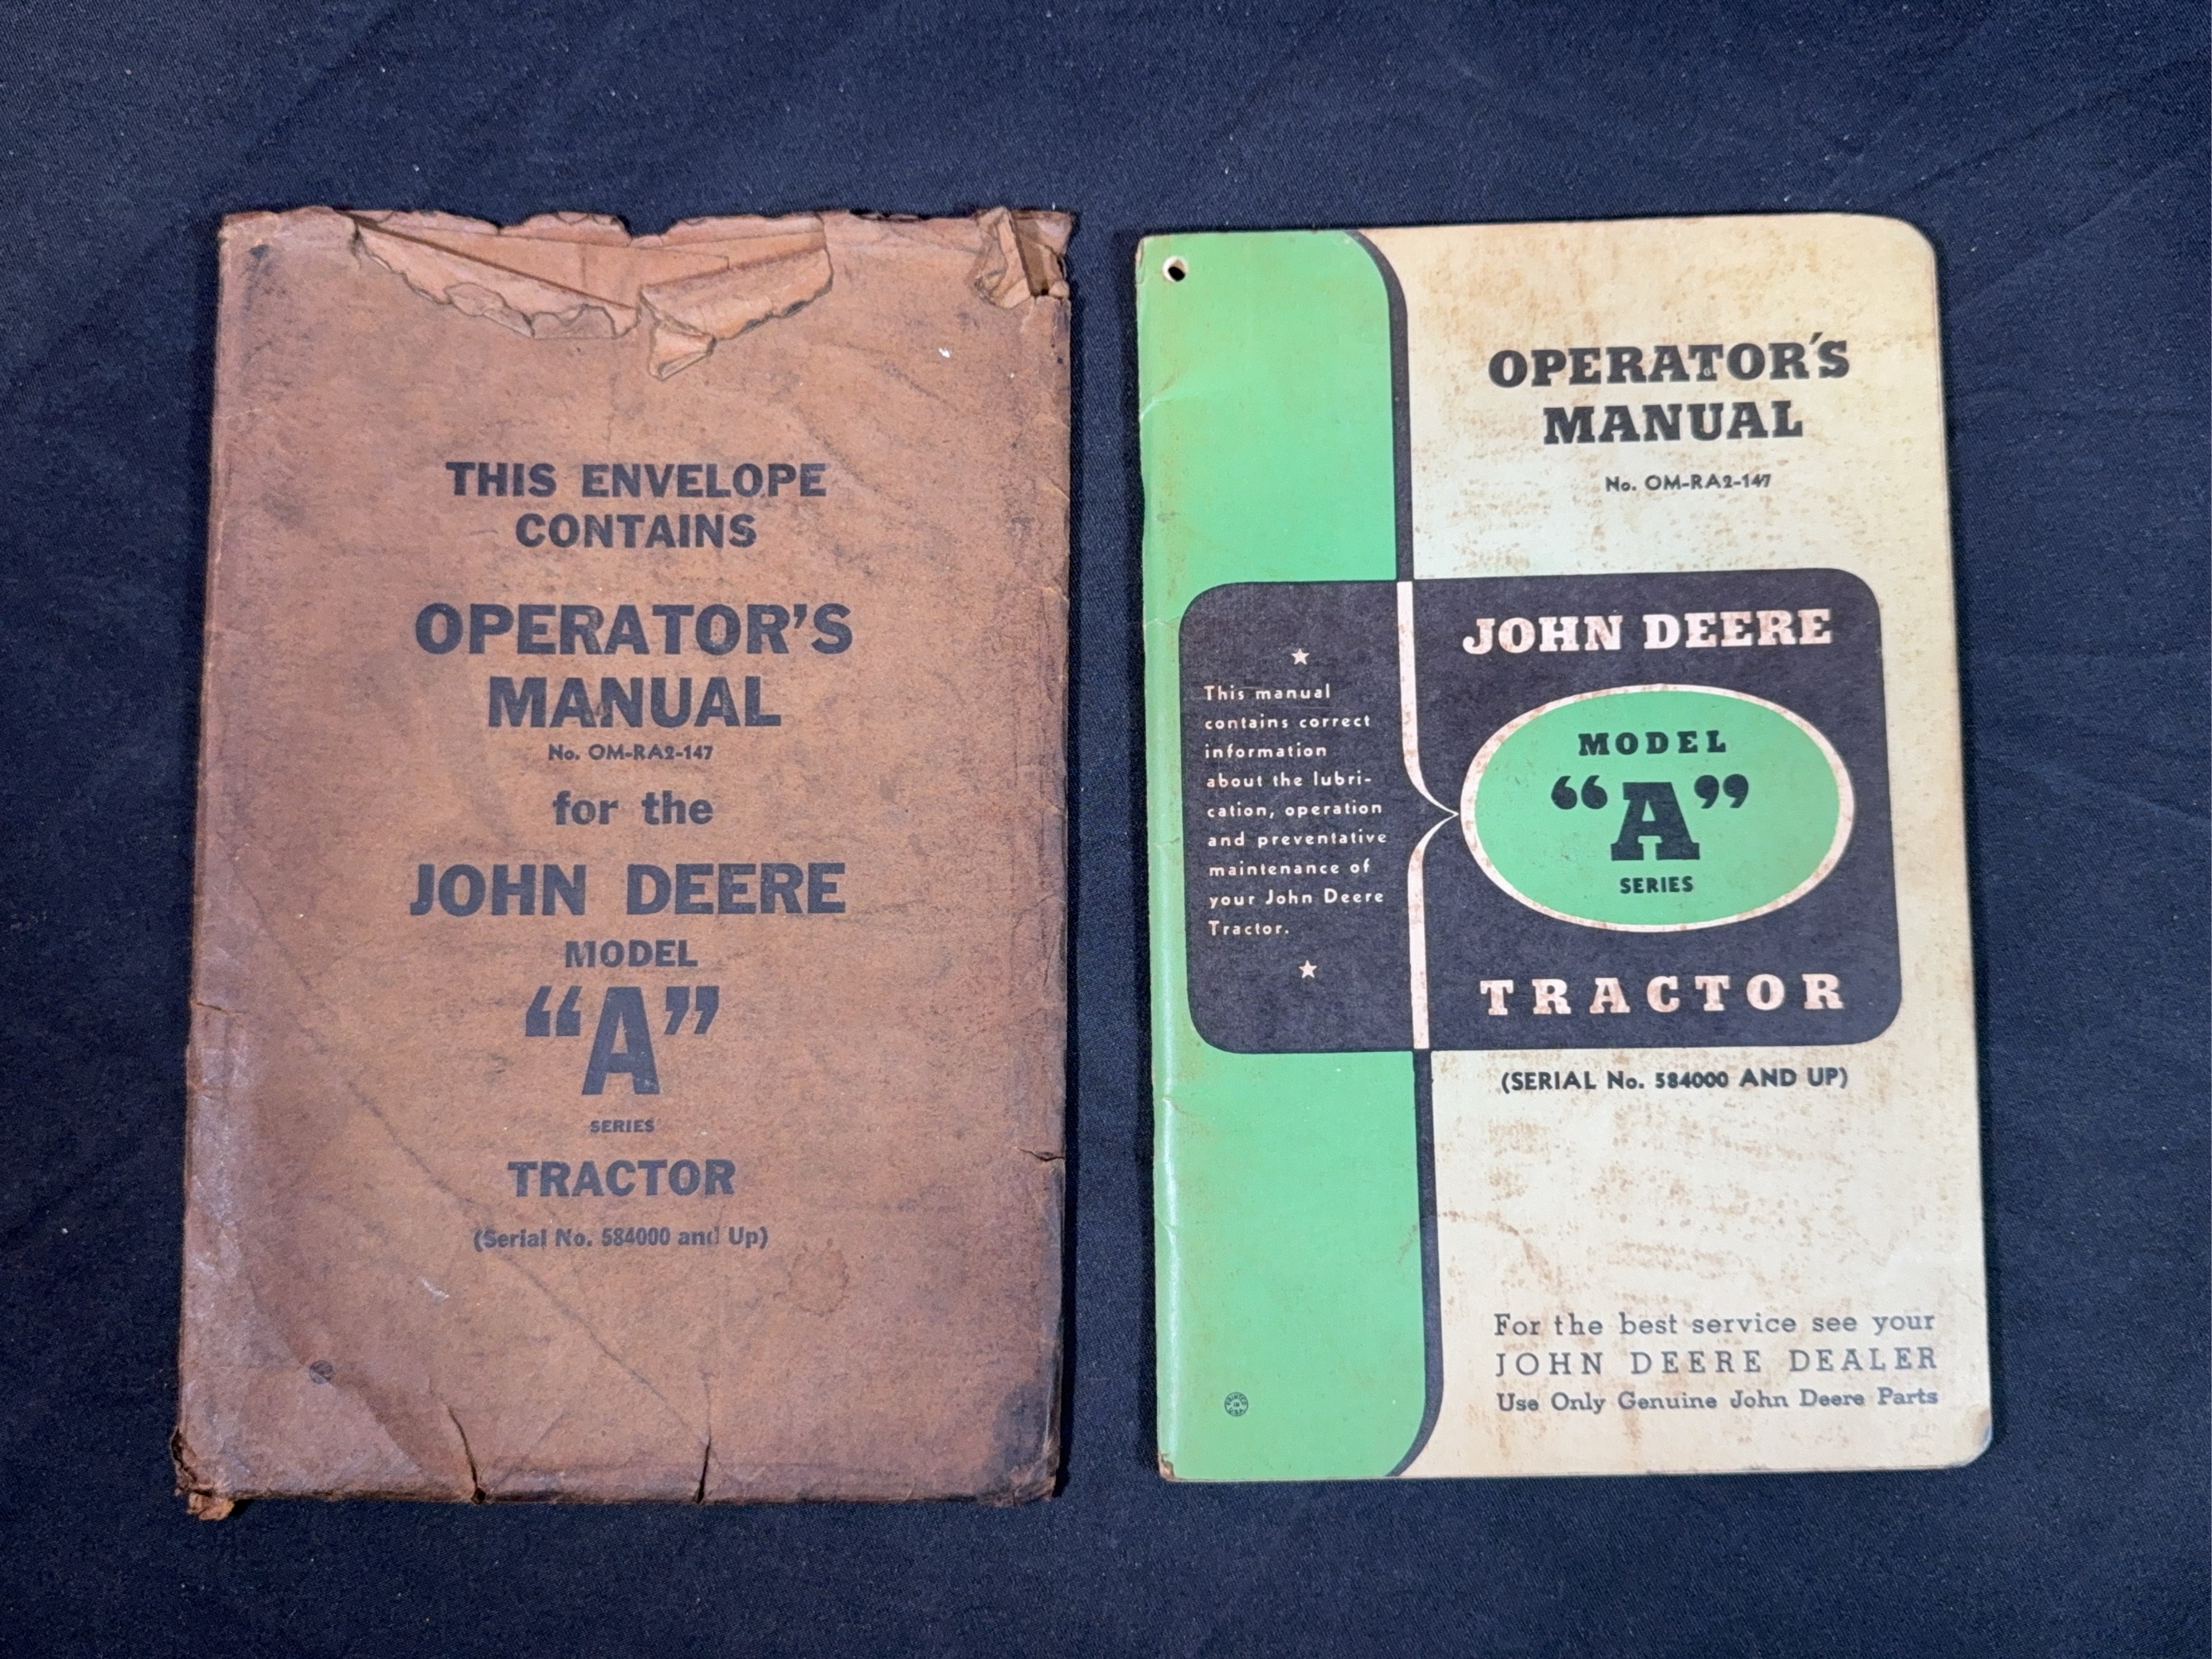 THIS ENVELOPE
CONTAINS
OPERATOR'S
MANUAL
No. OM-RA2-147
for the
JOHN DEERE
MODEL
“A”
SERIES
TRACTOR
(Serial No. 584000 and Up)
OPERATOR'S
MANUAL
No. OM-RA2-147
This manual
contains correct
information
about the lubri-
cation, operation
and preventative
maintenance of
your John Deere
Tractor.
JOHN DEERE
MODEL
“A”
SERIES
TRACTOR
(SERIAL No. 584000 AND UP)
For the best service see your
JOHN DEERE DEALER
Use Only Genuine John Deere Parts
PRINTED
IN
U.S.A.